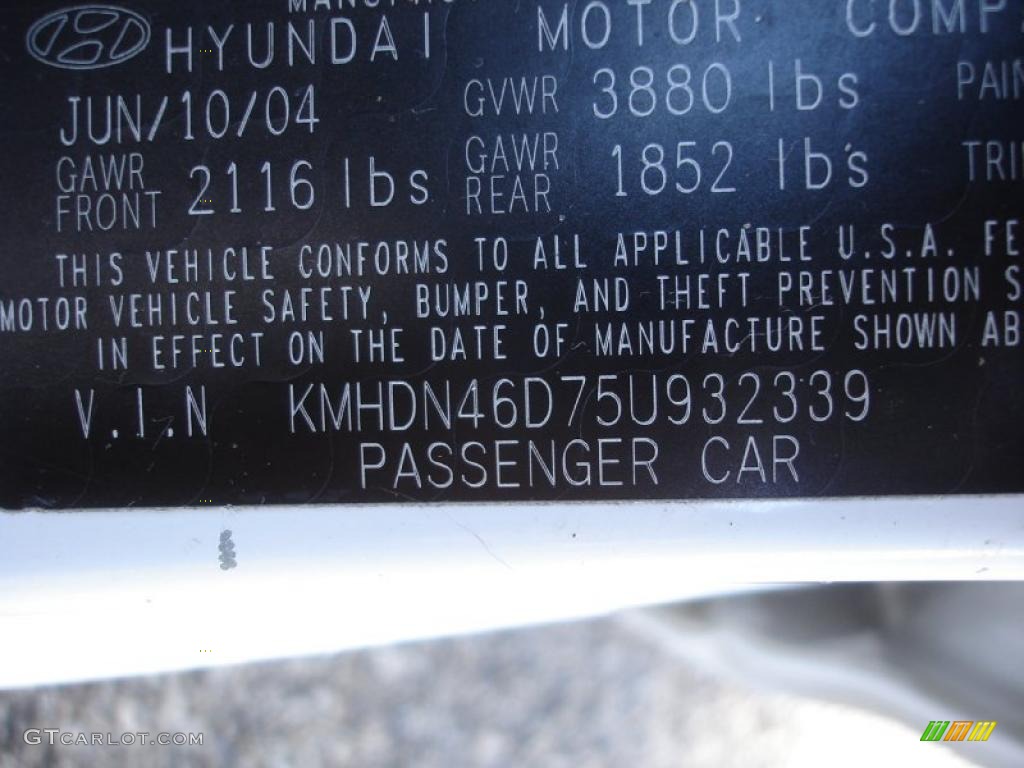 HYUNDAI MOTOR
JUN/10/04 GVWR 3880 lbs
GAWR FRONT 2116 lbs GAWR REAR 1852 lbs
THIS VEHICLE CONFORMS TO ALL APPLICABLE U.S.A. FE
MOTOR VEHICLE SAFETY, BUMPER, AND THEFT PREVENTION S
IN EFFECT ON THE DATE OF MANUFACTURE SHOWN AB
V.I.N KMHDN46D75U932339
PASSENGER CAR
GTCARLOT.COM